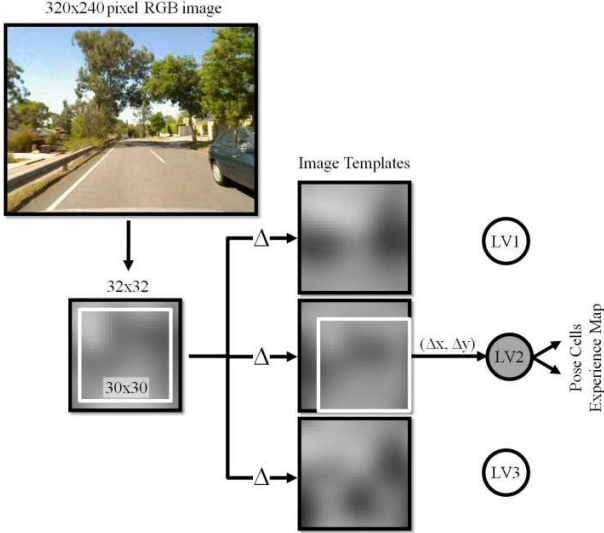 320x240 pixel RGB image
Image Templates
Δ
LV1
32x32
30x30
Δ
(Δx, Δy)
LV2
Pose Cells
Experience Map
Δ
LV3